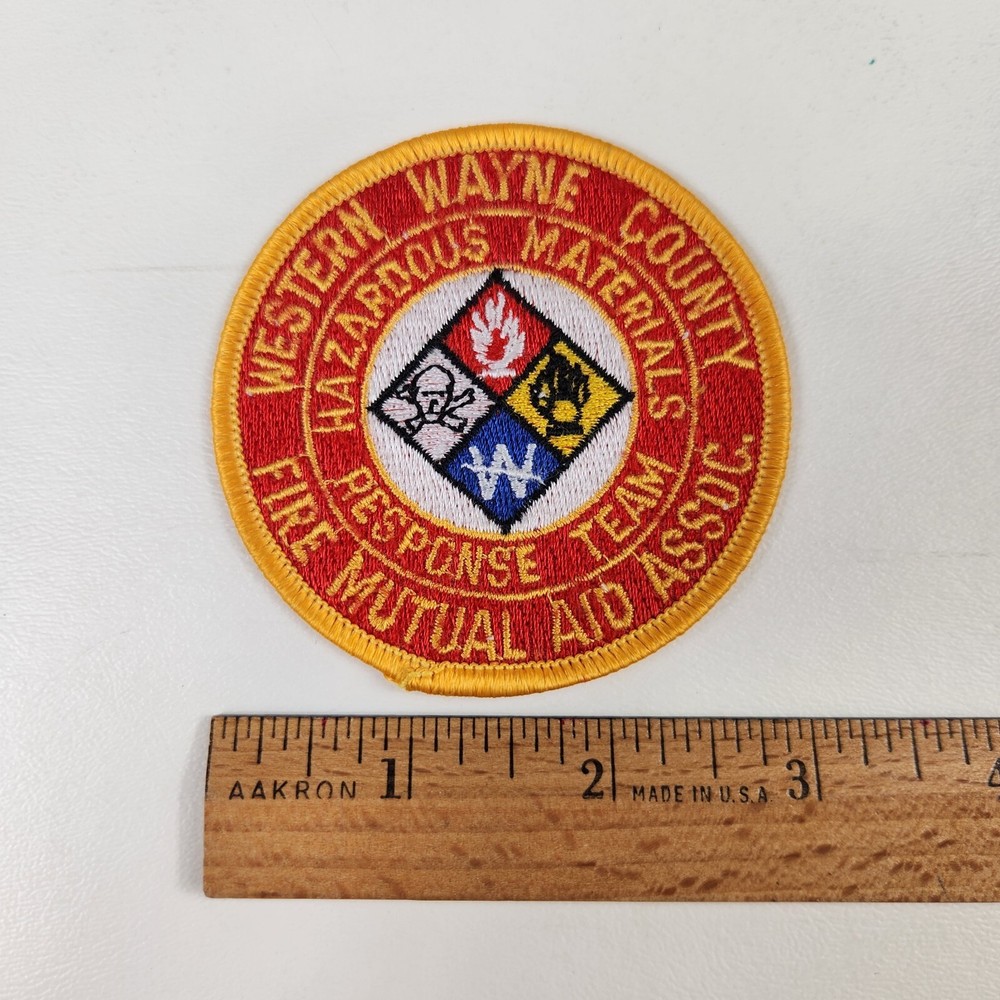 WESTERN WAYNE COUNTY
HAZARDOUS MATERIALS
W
RESPONSE TEAM
FIRE MUTUAL AID ASSOC.
AAKRON 1 2 MADE IN U.S.A. 3